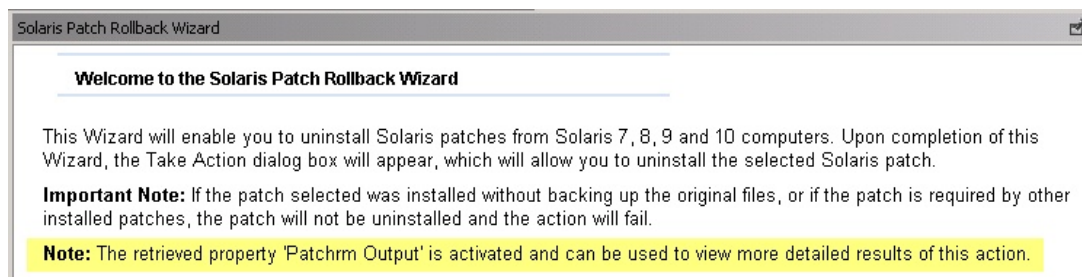 Solaris Patch Rollback Wizard
Welcome to the Solaris Patch Rollback Wizard
This Wizard will enable you to uninstall Solaris patches from Solaris 7, 8, 9 and 10 computers. Upon completion of this
Wizard, the Take Action dialog box will appear, which will allow you to uninstall the selected Solaris patch.
Important Note: If the patch selected was installed without backing up the original files, or if the patch is required by other
installed patches, the patch will not be uninstalled and the action will fail.
Note: The retrieved property 'Patchrm Output' is activated and can be used to view more detailed results of this action.